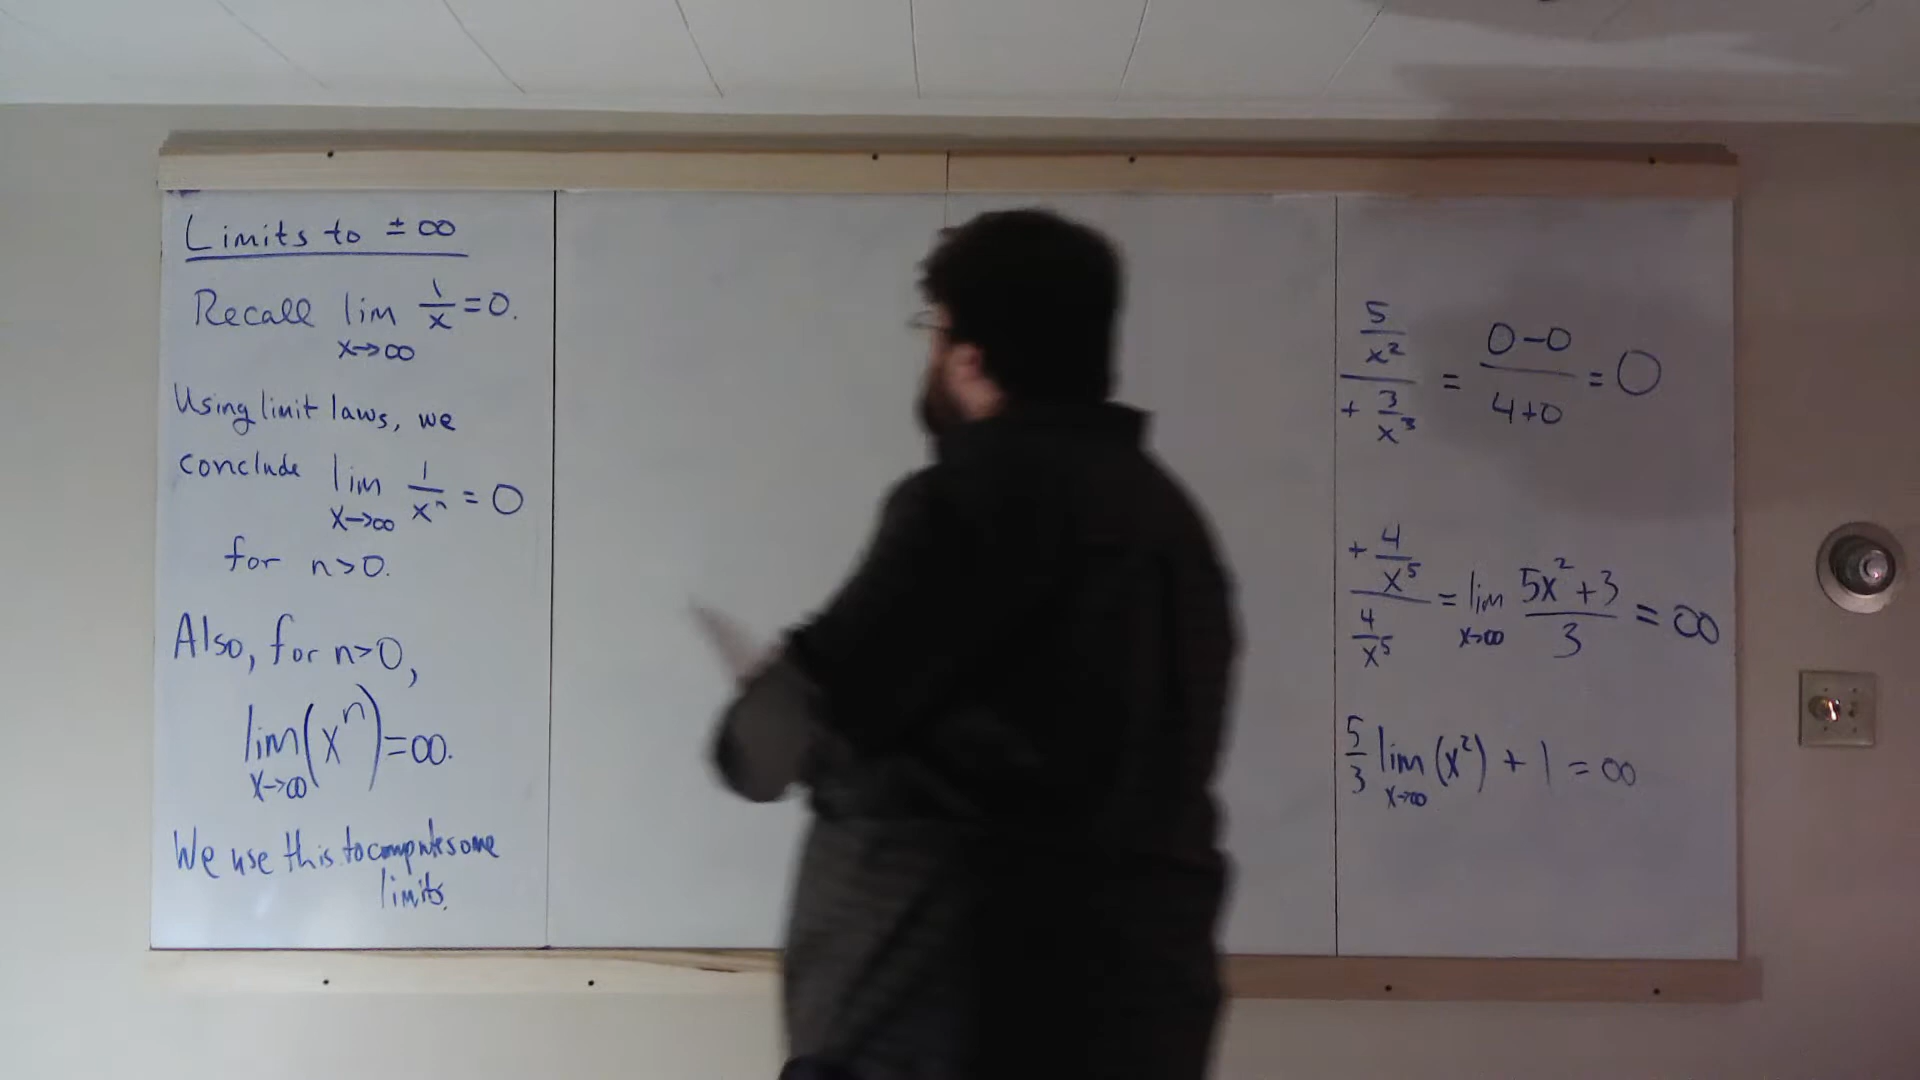 Limits to ± ∞
Recall lim 1/x = 0.
x→∞
Using limit laws, we
conclude lim 1/xⁿ = 0
x→∞
for n>0.
Also, for n>0,
lim (xⁿ) = ∞.
x→∞
We use this to compute some
limits.
5/x² / + 3/x³ = (0-0)/(4+0) = 0
+ 4/x⁵ / 4/x⁵ = lim (5x²+3)/3 = ∞
x→∞
5/3 lim (x²) + 1 = ∞
x→∞